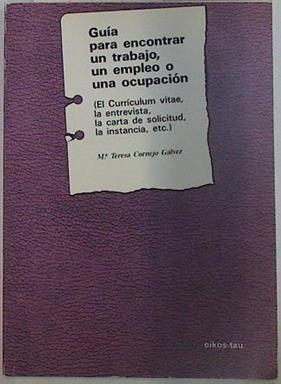 Guía
para encontrar
un trabajo,
un empleo o
una ocupación
(El Currículum vitae,
la entrevista,
la carta de solicitud,
la instancia, etc.)
M.ª Teresa Cornejo Gálvez
oikos-tau